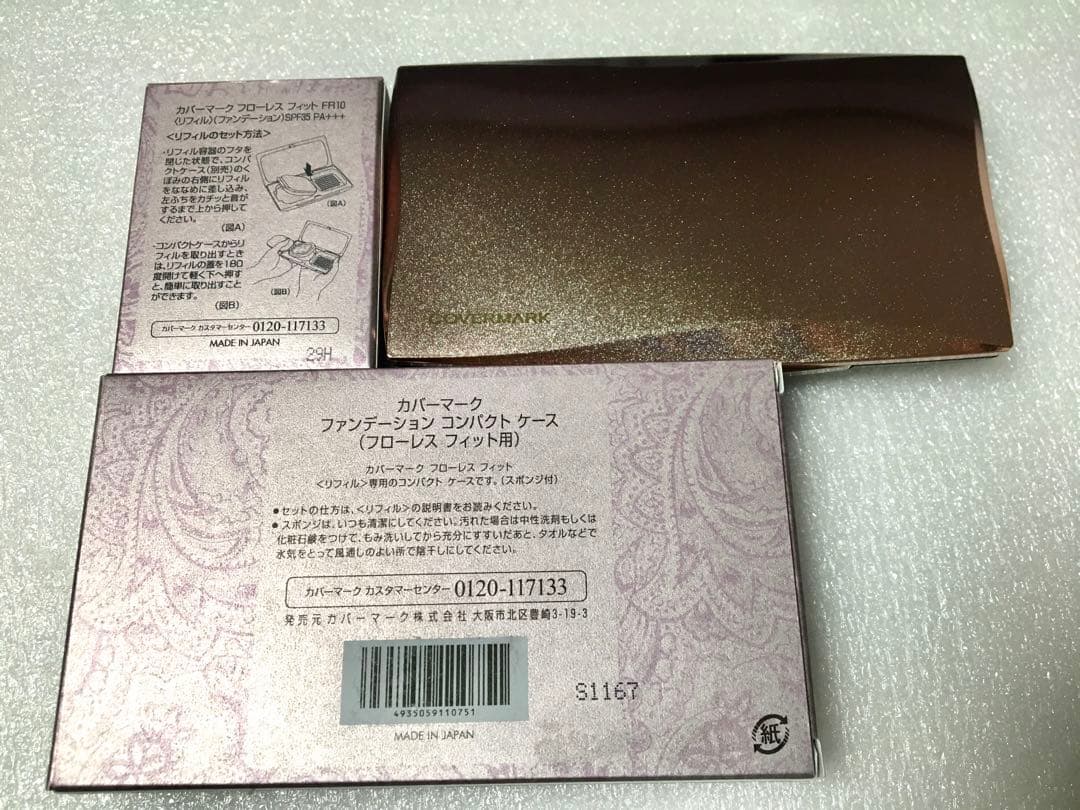 カバーマーク フローレス フィット FR10
〈リフィル〉(ファンデーション)SPF35 PA+++
<リフィルのセット方法>
・リフィル容器のフタを
閉じた状態で、コンパ
クトケース(別売)のく
ぼみの右側にリフィル
をななめに差し込み、
左ふちをカチッと音が
するまで上から押して
ください。
(図A)
(図A)
・コンパクトケースからリ
フィルを取り出すとき
は、リフィルの蓋を180
度開けて軽く下へ押す
と、簡単に取り出すこと
ができます。
(図B)
(図B)
カバーマーク カスタマーセンター 0120-117133
MADE IN JAPAN
29H
COVERMARK
カバーマーク
ファンデーション コンパクト ケース
(フローレス フィット用)
カバーマーク フローレス フィット
<リフィル>専用のコンパクト ケースです。(スポンジ付)
●セットの仕方は、<リフィル>の説明書をお読みください。
●スポンジは、いつも清潔にしてください。汚れた場合は中性洗剤もしくは
化粧石鹸をつけて、もみ洗いしてから充分にすすいだあと、タオルなどで
水気をとって風通しのよい所で陰干しにしてください。
カバーマーク カスタマーセンター 0120-117133
発売元 カバーマーク株式会社 大阪市北区豊崎3-19-3
4935059110751
MADE IN JAPAN
S1167
紙